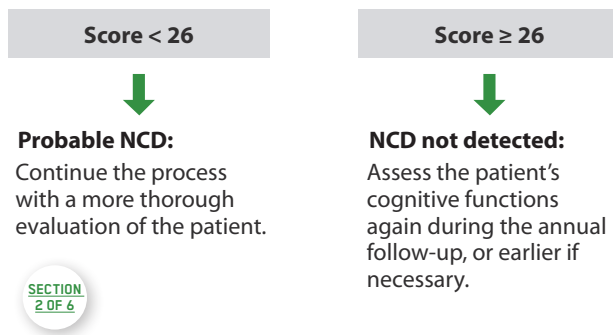 Score < 26
Probable NCD:
Continue the process
with a more thorough
evaluation of the patient.
SECTION
2 OF 6
Score ≥ 26
NCD not detected:
Assess the patient's
cognitive functions
again during the annual
follow-up, or earlier if
necessary.